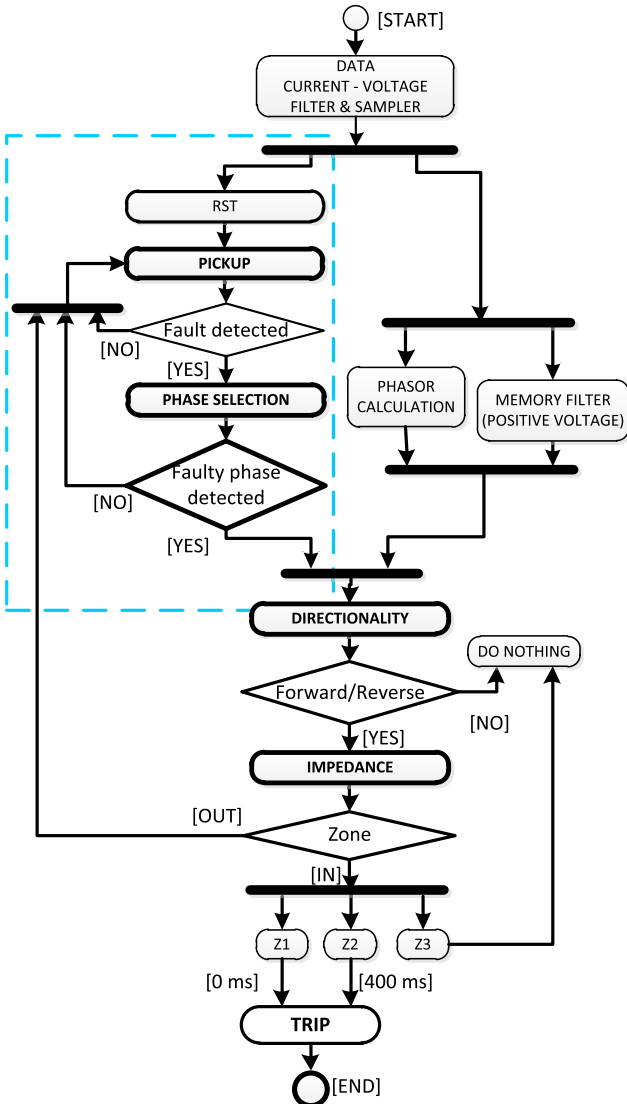 [START]
DATA
CURRENT - VOLTAGE
FILTER & SAMPLER
RST
PICKUP
Fault detected
[NO]
[YES]
PHASE SELECTION
PHASOR
CALCULATION
MEMORY FILTER
(POSITIVE VOLTAGE)
Faulty phase
detected
[NO]
[YES]
DIRECTIONALITY
DO NOTHING
Forward/Reverse
[NO]
[YES]
IMPEDANCE
[OUT]
Zone
[IN]
Z1
Z2
Z3
[0 ms]
[400 ms]
TRIP
[END]